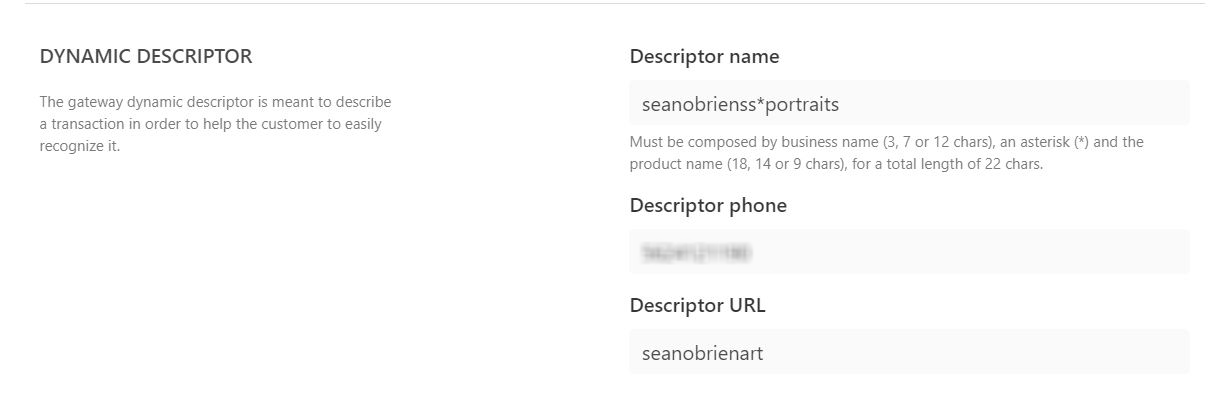 DYNAMIC DESCRIPTOR
The gateway dynamic descriptor is meant to describe
a transaction in order to help the customer to easily
recognize it.
Descriptor name
seanobrienss*portraits
Must be composed by business name (3, 7 or 12 chars), an asterisk (*) and the
product name (18, 14 or 9 chars), for a total length of 22 chars.
Descriptor phone
Descriptor URL
seanobrienart